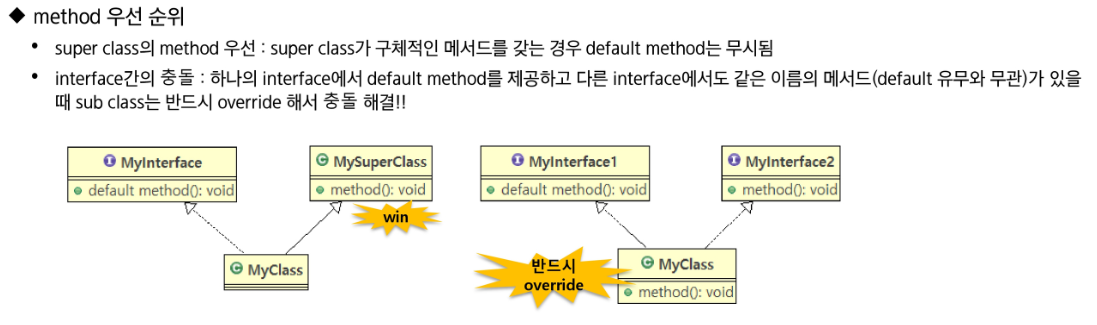 ◆ method 우선 순위
• super class의 method 우선 : super class가 구체적인 메서드를 갖는 경우 default method는 무시됨
• interface간의 충돌 : 하나의 interface에서 default method를 제공하고 다른 interface에서도 같은 이름의 메서드(default 유무와 무관)가 있을
때 sub class는 반드시 override 해서 충돌 해결!!
I MyInterface
default method(): void
C MySuperClass
method(): void
win
C MyClass
I MyInterface1
default method(): void
I MyInterface2
method(): void
반드시
override
C MyClass
method(): void